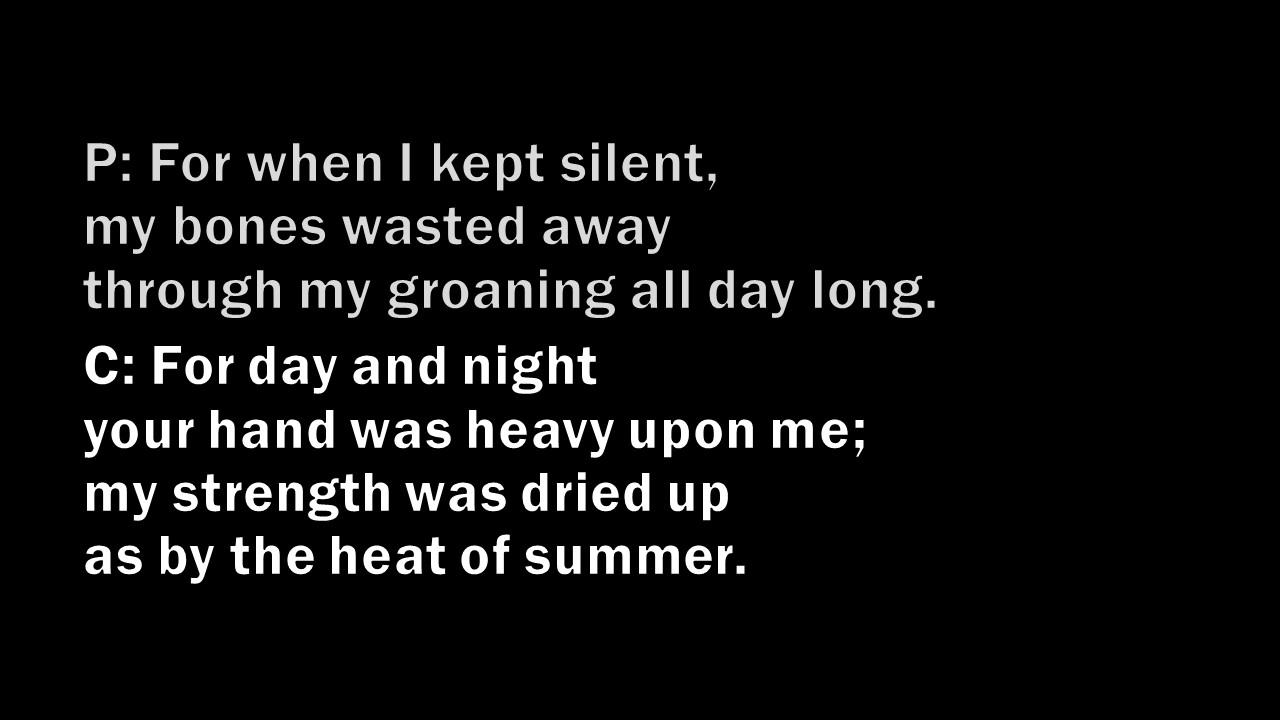 P: For when I kept silent,
my bones wasted away
through my groaning all day long.
C: For day and night
your hand was heavy upon me;
my strength was dried up
as by the heat of summer.